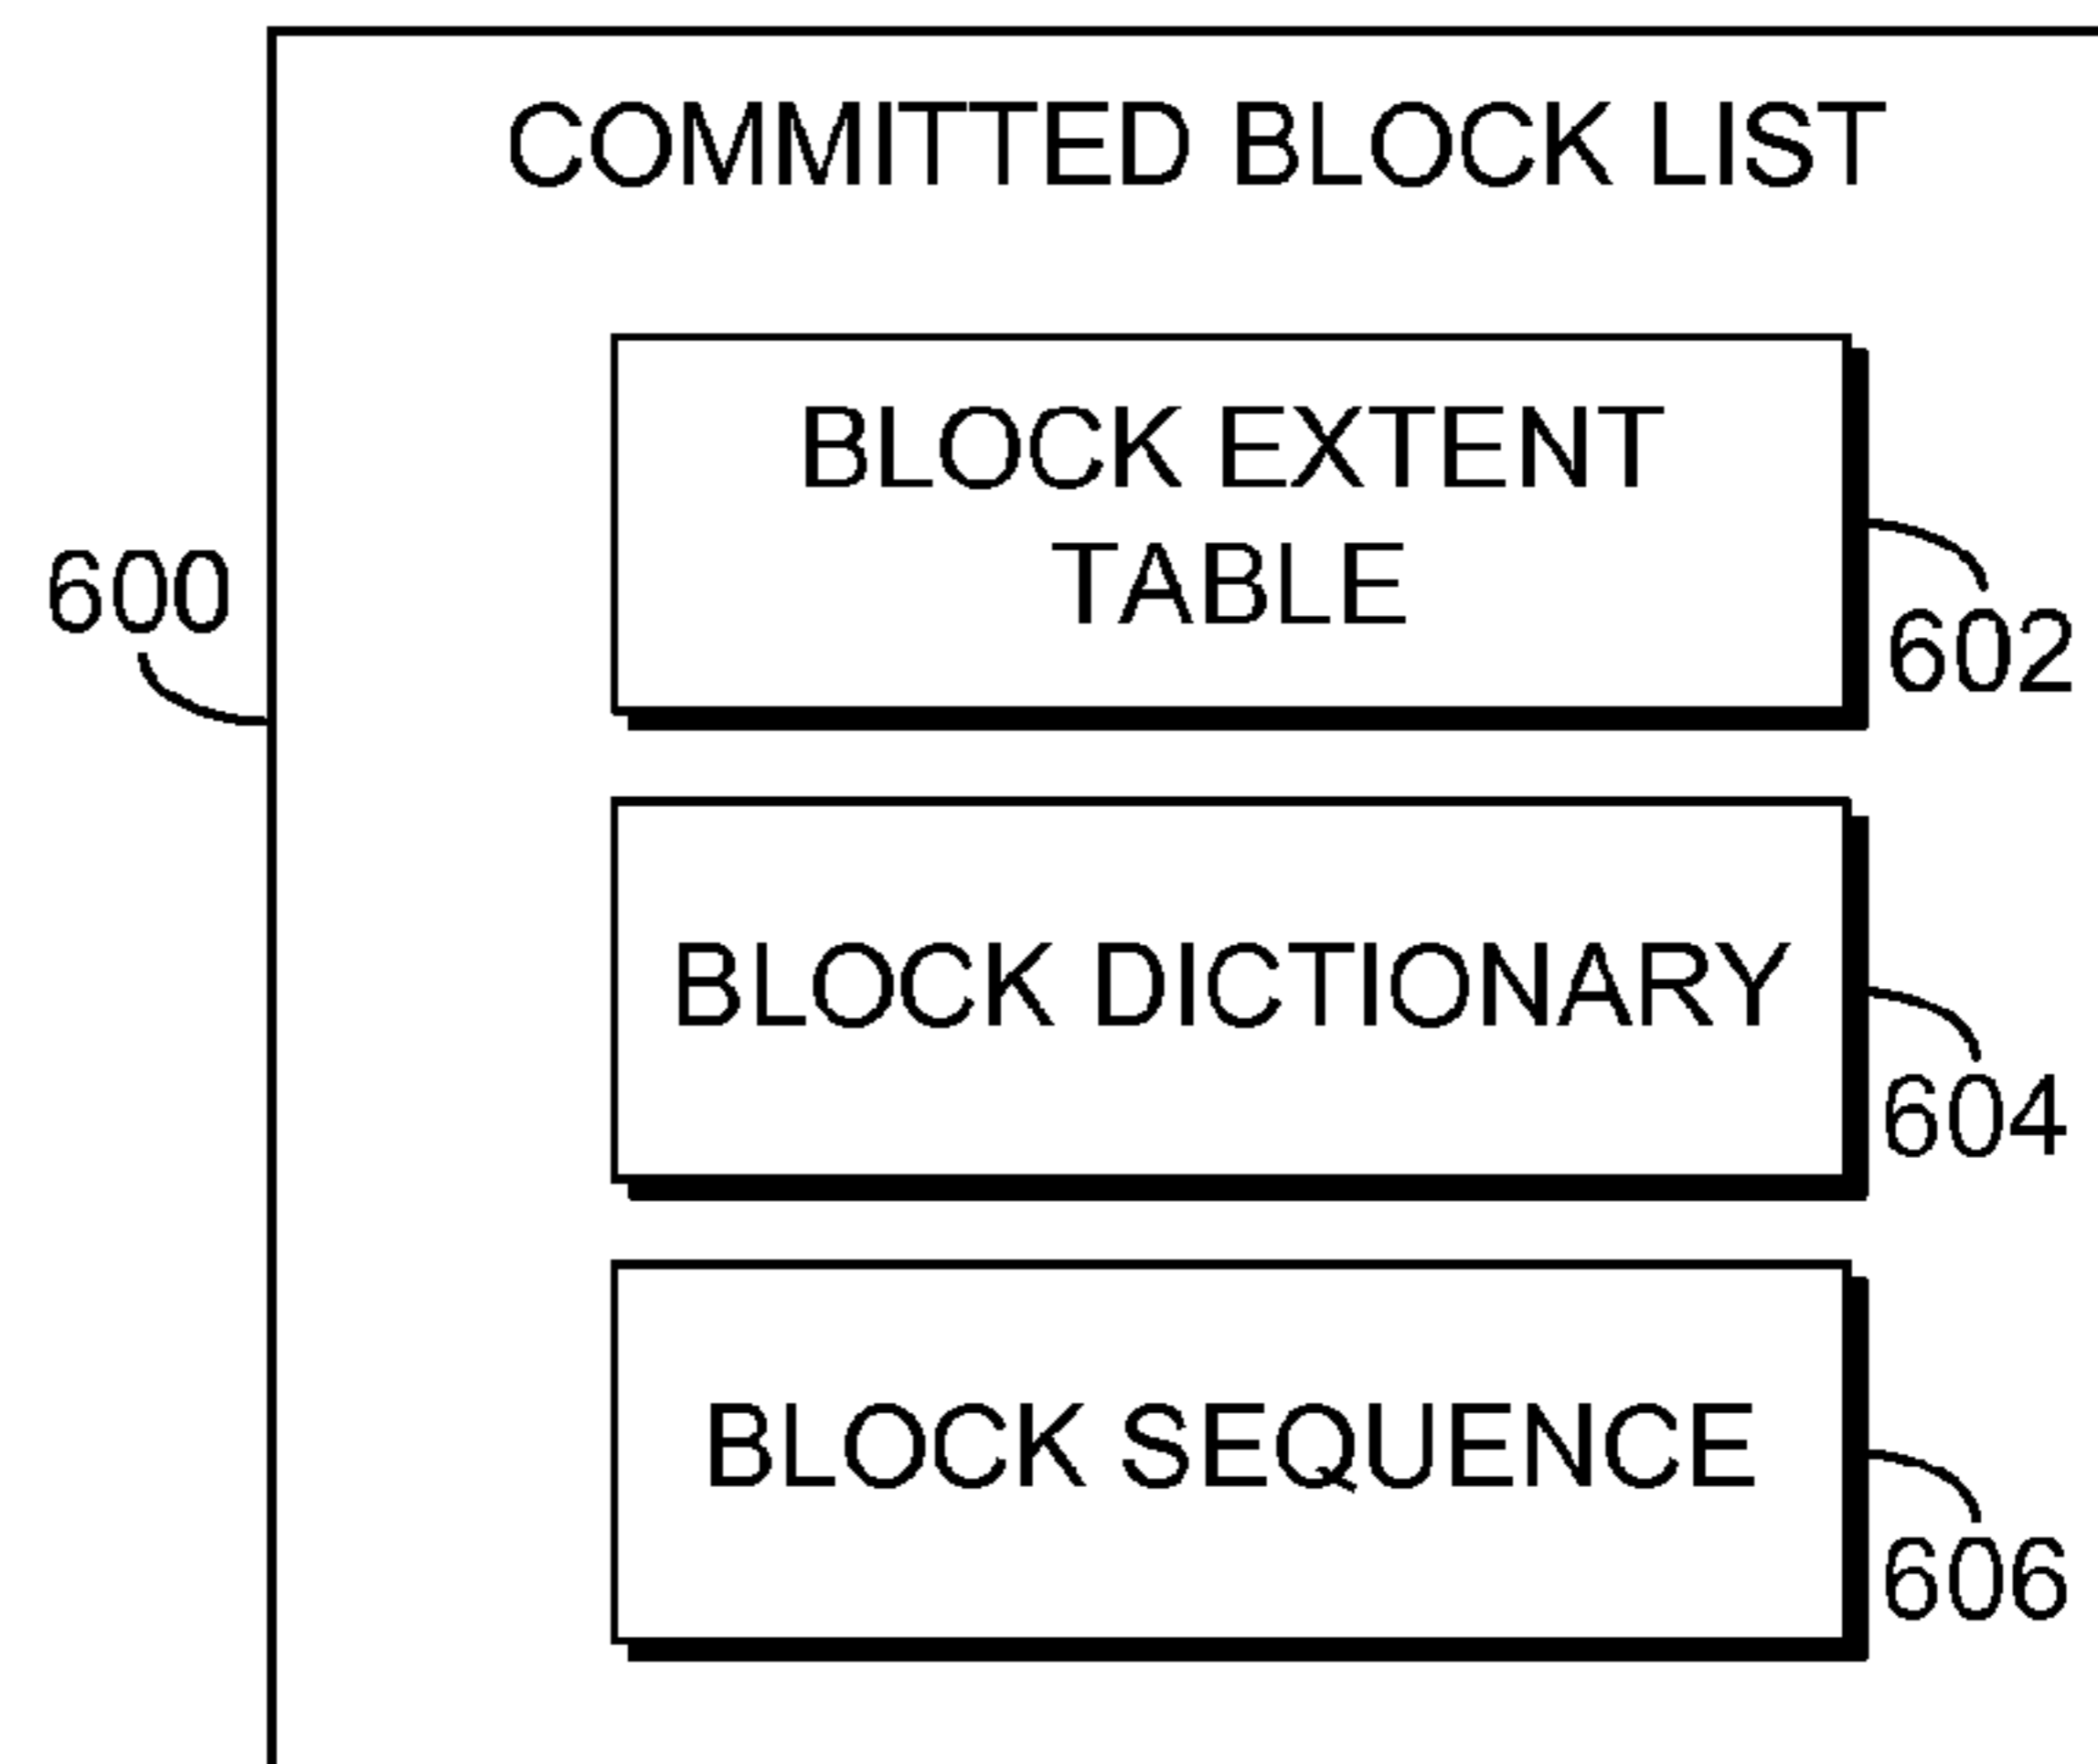 COMMITTED BLOCK LIST
BLOCK EXTENT
TABLE
600
602
BLOCK DICTIONARY
604
BLOCK SEQUENCE
606